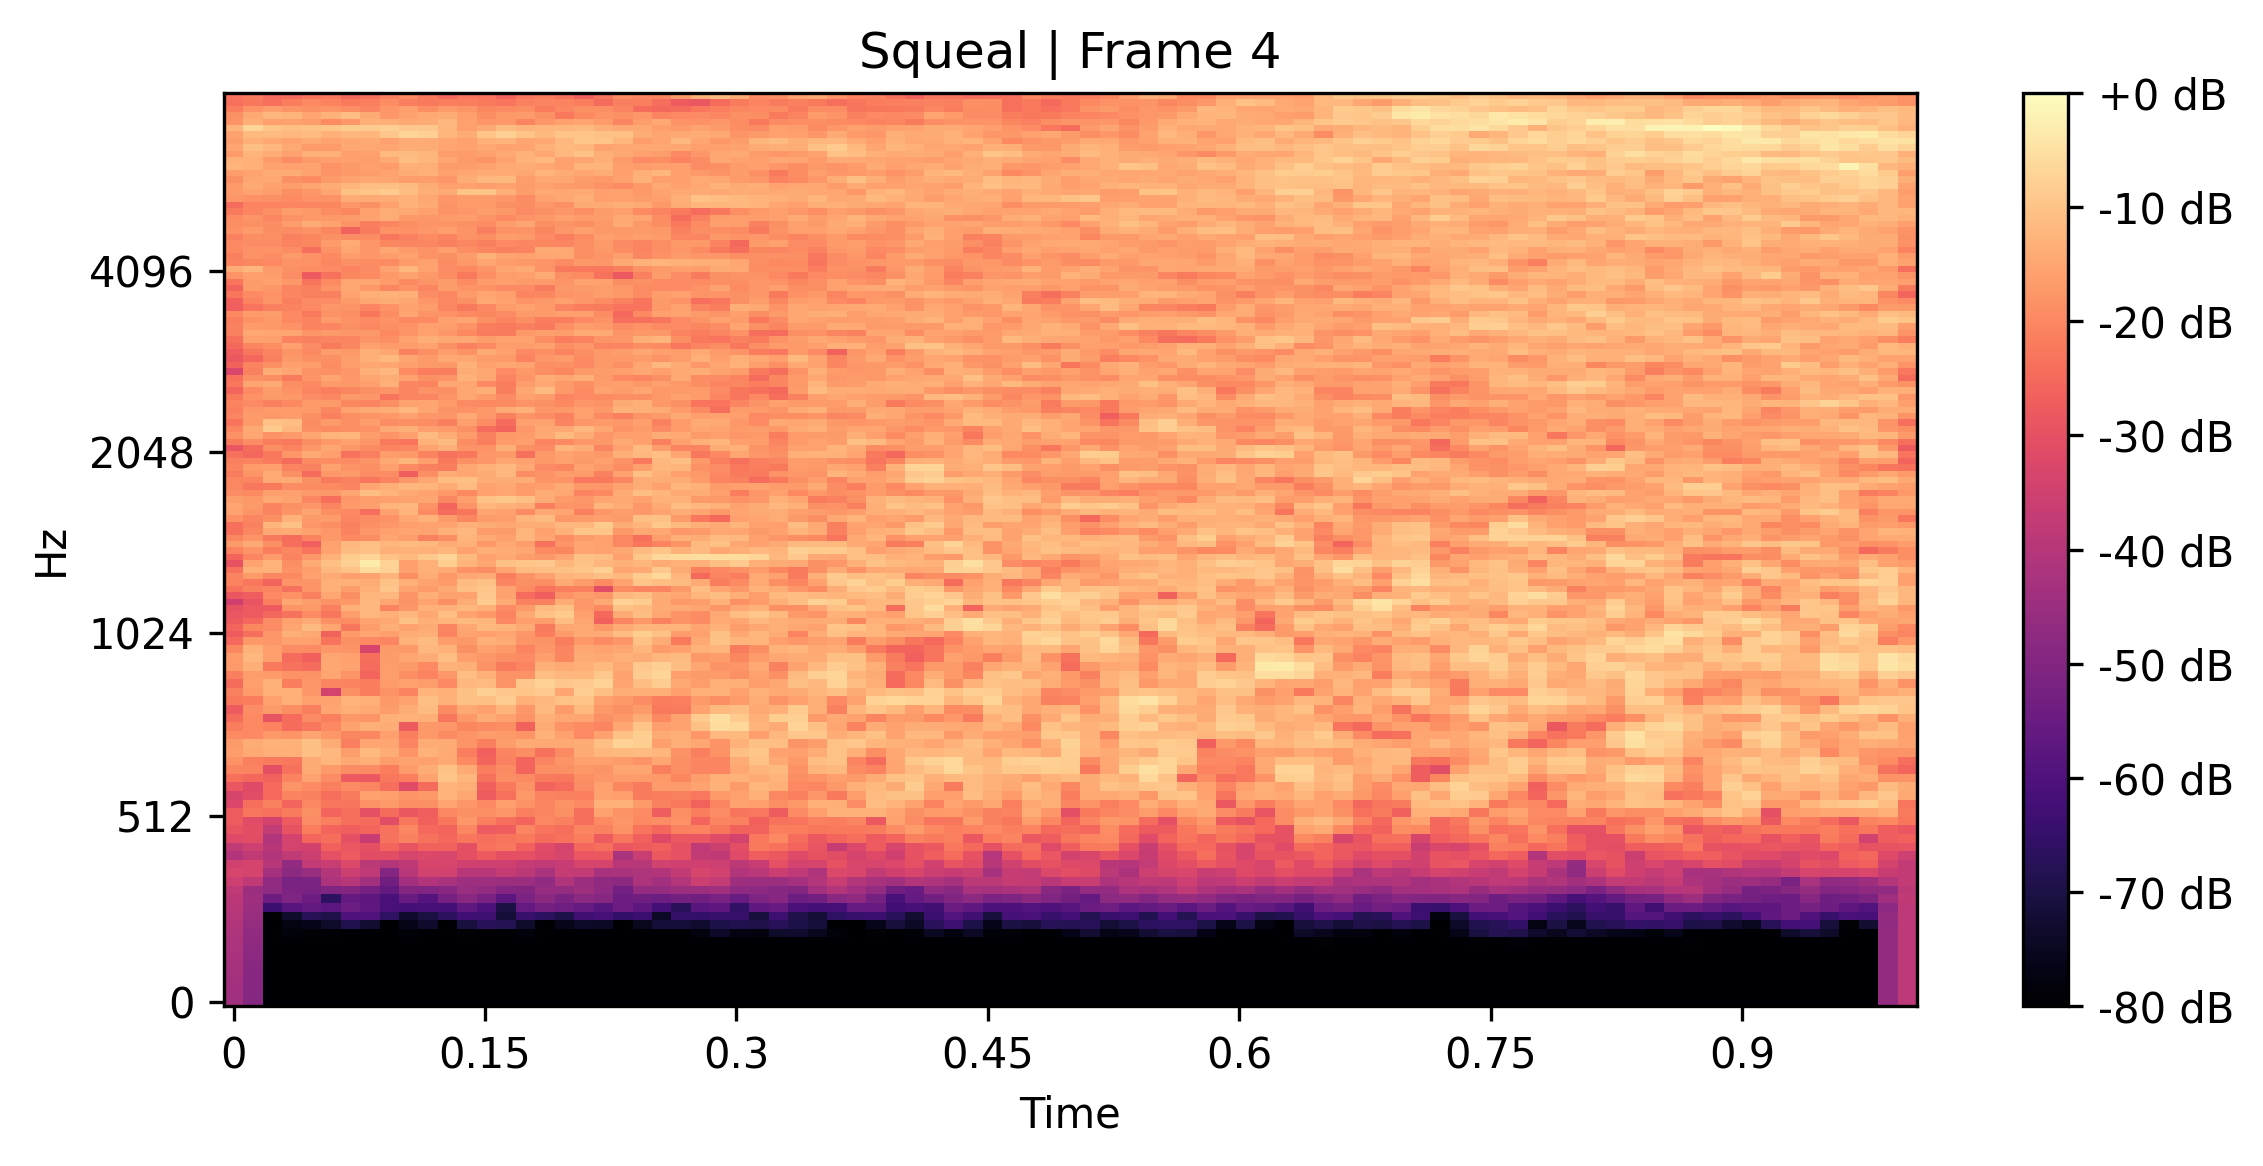 Squeal | Frame 4
+0 dB
-10 dB
-20 dB
-30 dB
-40 dB
-50 dB
-60 dB
-70 dB
-80 dB
4096
2048
1024
512
0
Hz
0 0.15 0.3 0.45 0.6 0.75 0.9
Time